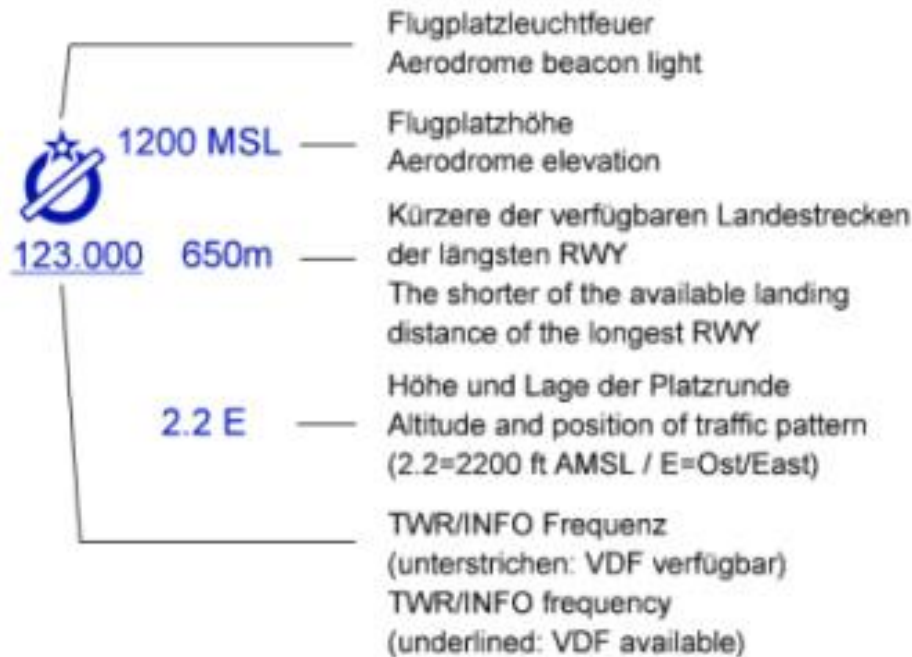 Flugplatzleuchtfeuer
Aerodrome beacon light
1200 MSL
Flugplatzhöhe
Aerodrome elevation
123.000 650m
Kürzere der verfügbaren Landestrecken
der längsten RWY
The shorter of the available landing
distance of the longest RWY
2.2 E
Höhe und Lage der Platzrunde
Altitude and position of traffic pattern
(2.2=2200 ft AMSL / E=Ost/East)
TWR/INFO Frequenz
(unterstrichen: VDF verfügbar)
TWR/INFO frequency
(underlined: VDF available)